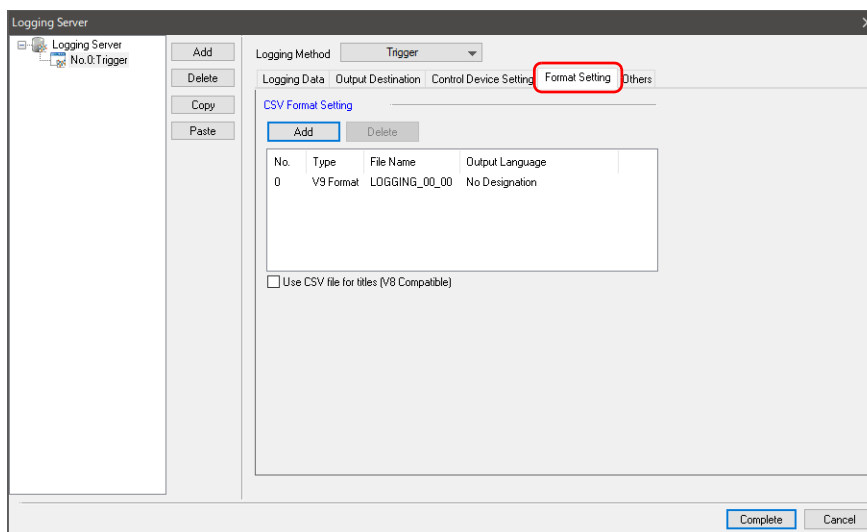 Logging Server
Logging Server
No.0:Trigger
Add
Delete
Copy
Paste
Logging Method Trigger
Logging Data Output Destination Control Device Setting Format Setting Others
CSV Format Setting
Add Delete
No. Type File Name Output Language
0 V9 Format LOGGING_00_00 No Designation
Use CSV file for titles (V8 Compatible)
Complete Cancel